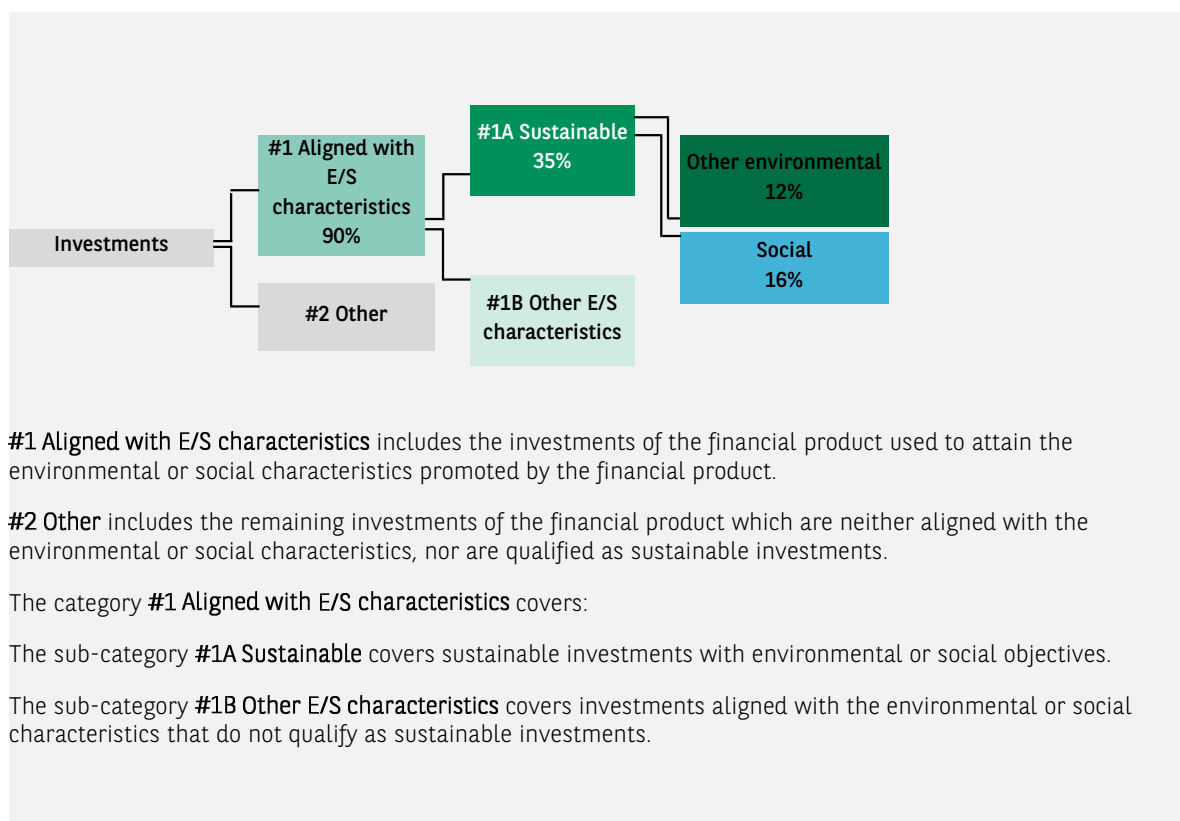 Investments
#1 Aligned with
E/S
characteristics
90%
#2 Other
#1A Sustainable
35%
#1B Other E/S
characteristics
Other environmental
12%
Social
16%
#1 Aligned with E/S characteristics includes the investments of the financial product used to attain the
environmental or social characteristics promoted by the financial product.
#2 Other includes the remaining investments of the financial product which are neither aligned with the
environmental or social characteristics, nor are qualified as sustainable investments.
The category #1 Aligned with E/S characteristics covers:
The sub-category #1A Sustainable covers sustainable investments with environmental or social objectives.
The sub-category #1B Other E/S characteristics covers investments aligned with the environmental or social
characteristics that do not qualify as sustainable investments.